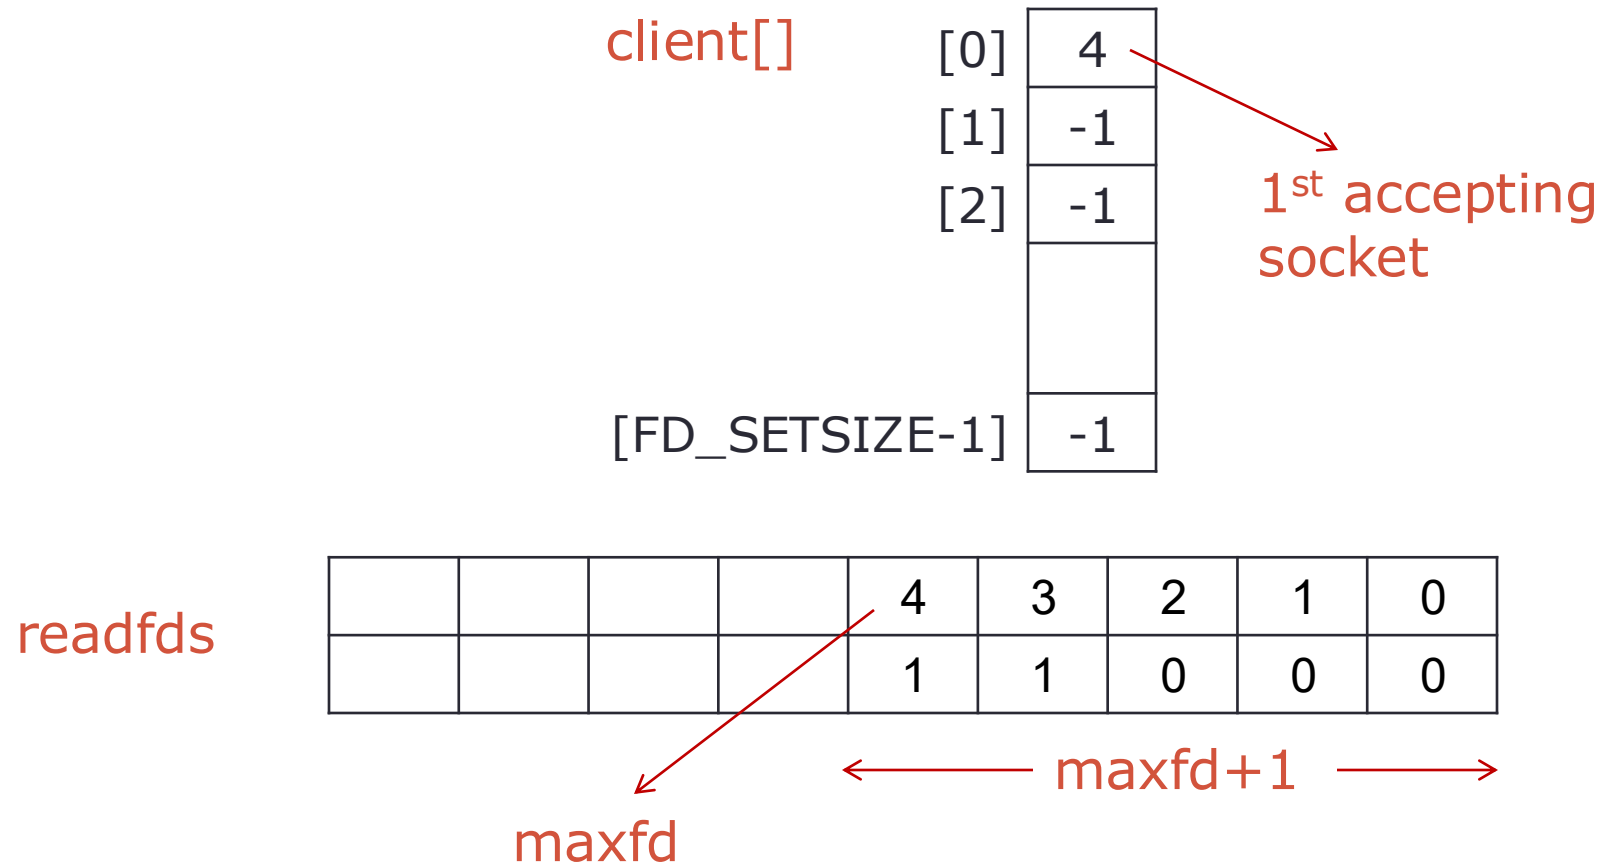 client[]
[0] 4
[1] -1
[2] -1
1st accepting
socket
[FD_SETSIZE-1] -1
readfds
4 3 2 1 0
1 1 0 0 0
maxfd+1
maxfd